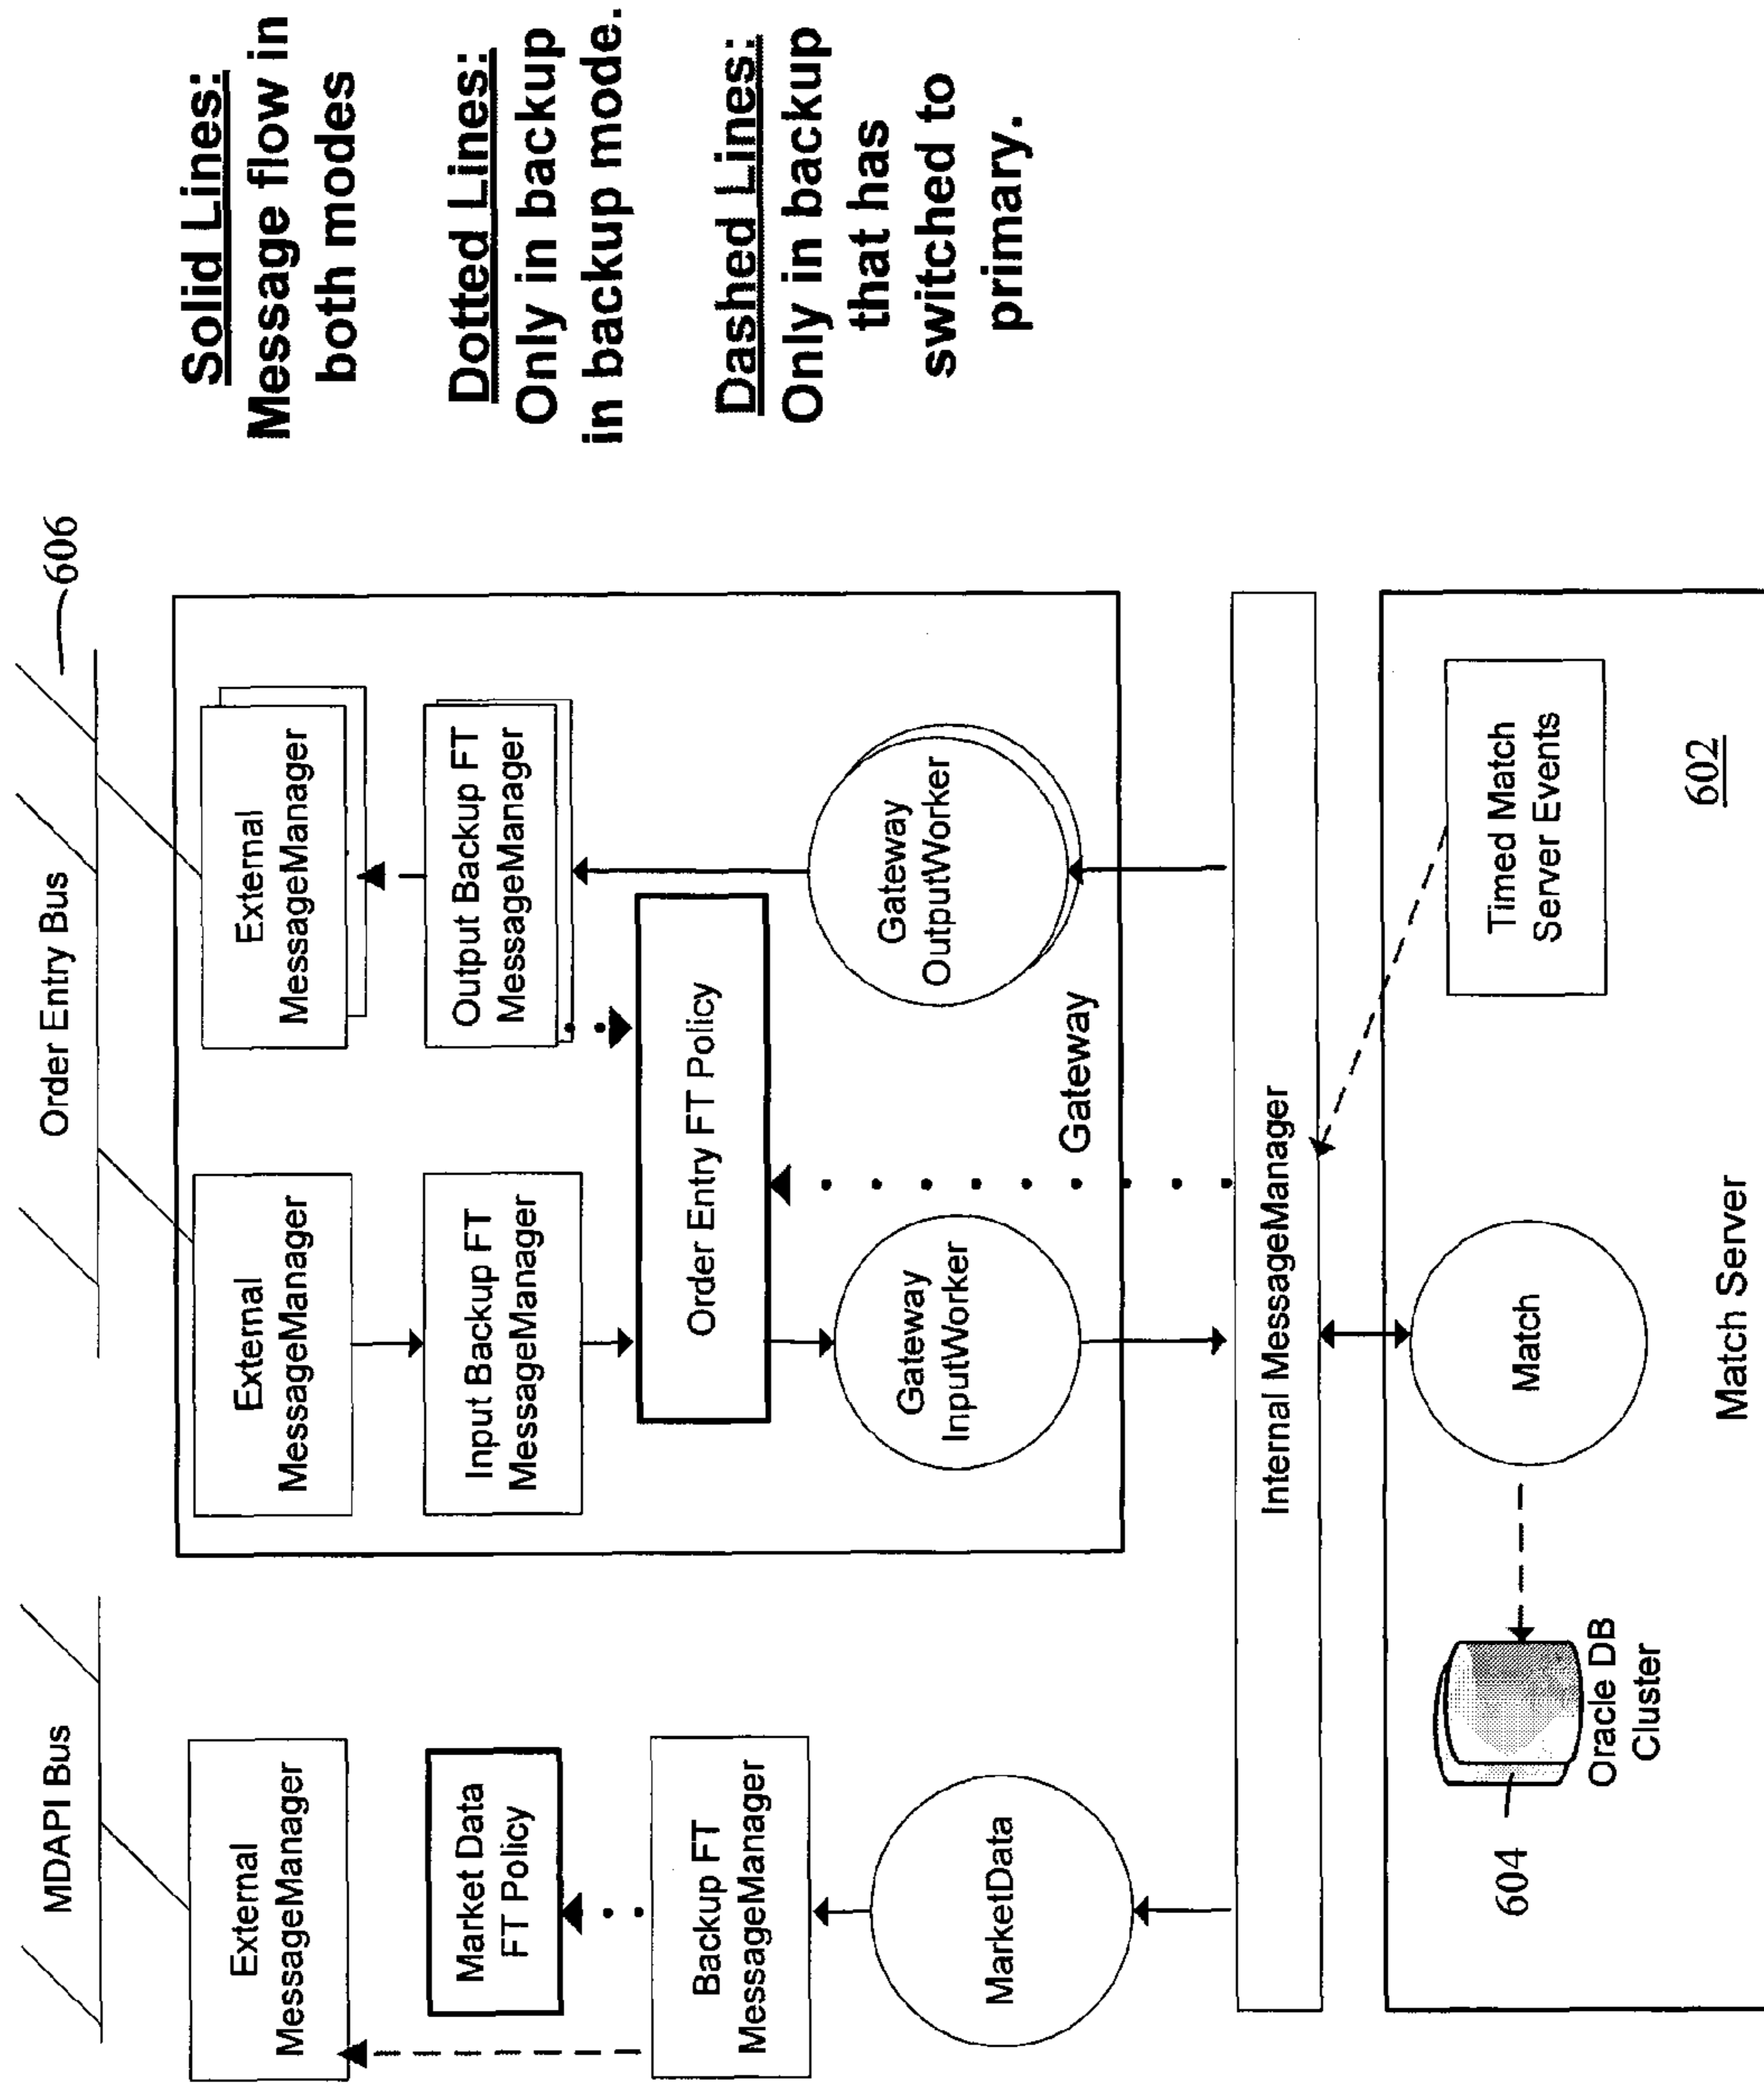 MDAPI Bus
Order Entry Bus
606
External
MessageManager
External
MessageManager
External
MessageManager
Market Data
FT Policy
Input Backup FT
MessageManager
Output Backup FT
MessageManager
Backup FT
MessageManager
Order Entry FT Policy
MarketData
Gateway
InputWorker
Gateway
OutputWorker
Gateway
Internal MessageManager
604
Oracle DB
Cluster
Match
Timed Match
Server Events
Match Server
602
Solid Lines:
Message flow in
both modes
Dotted Lines:
Only in backup
in backup mode.
Dashed Lines:
Only in backup
that has
switched to
primary.